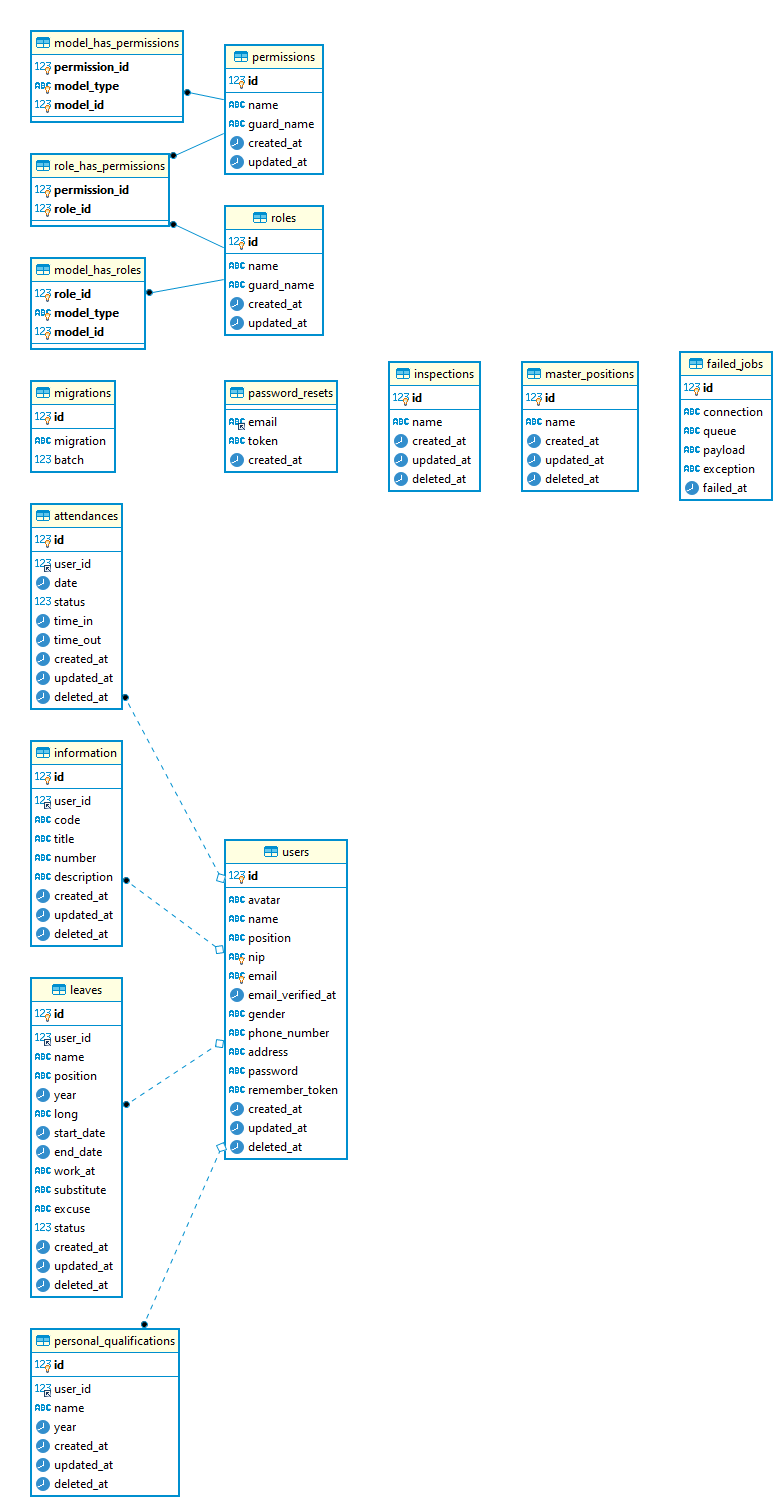 model_has_permissions
123 permission_id
ABC model_type
123 model_id
permissions
123 id
ABC name
ABC guard_name
created_at
updated_at
role_has_permissions
123 permission_id
123 role_id
roles
123 id
ABC name
ABC guard_name
created_at
updated_at
model_has_roles
123 role_id
ABC model_type
123 model_id
migrations
123 id
ABC migration
123 batch
password_resets
ABC email
ABC token
created_at
inspections
123 id
ABC name
created_at
updated_at
deleted_at
master_positions
123 id
ABC name
created_at
updated_at
deleted_at
failed_jobs
123 id
ABC connection
ABC queue
ABC payload
ABC exception
failed_at
attendances
123 id
123 user_id
date
123 status
time_in
time_out
created_at
updated_at
deleted_at
information
123 id
123 user_id
ABC code
ABC title
ABC number
ABC description
created_at
updated_at
deleted_at
users
123 id
ABC avatar
ABC name
ABC position
ABC nip
ABC email
email_verified_at
ABC gender
ABC phone_number
ABC address
ABC password
ABC remember_token
created_at
updated_at
deleted_at
leaves
123 id
123 user_id
ABC name
ABC position
year
ABC long
start_date
end_date
ABC work_at
ABC substitute
ABC excuse
123 status
created_at
updated_at
deleted_at
personal_qualifications
123 id
123 user_id
ABC name
year
created_at
updated_at
deleted_at